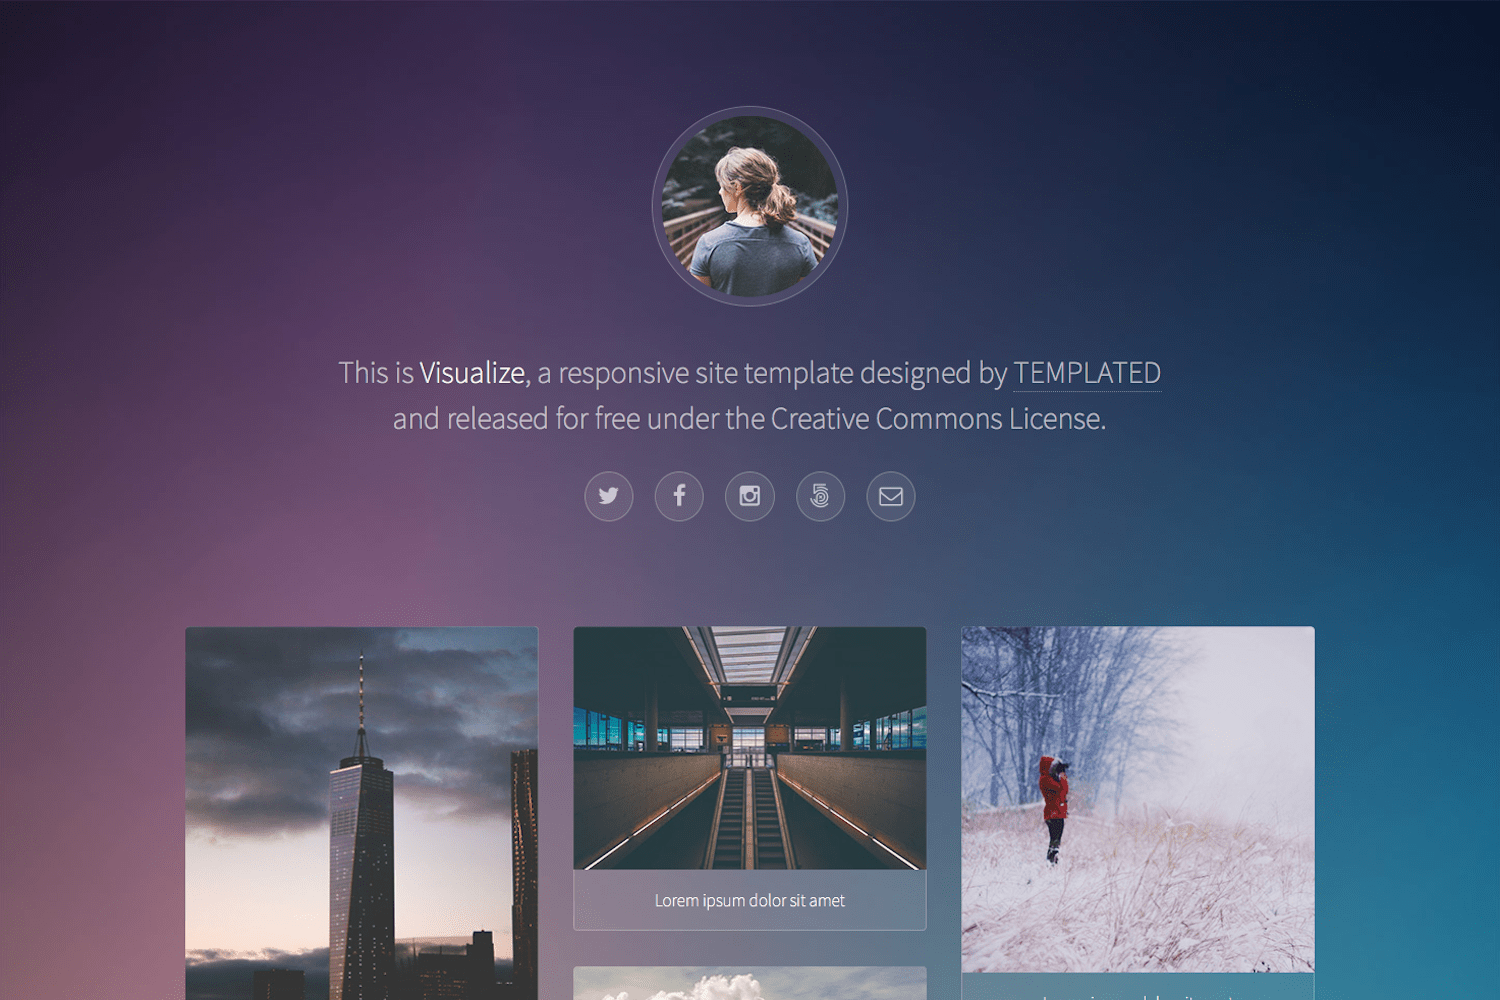 This is Visualize, a responsive site template designed by TEMPLATED
and released for free under the Creative Commons License.
Lorem ipsum dolor sit amet